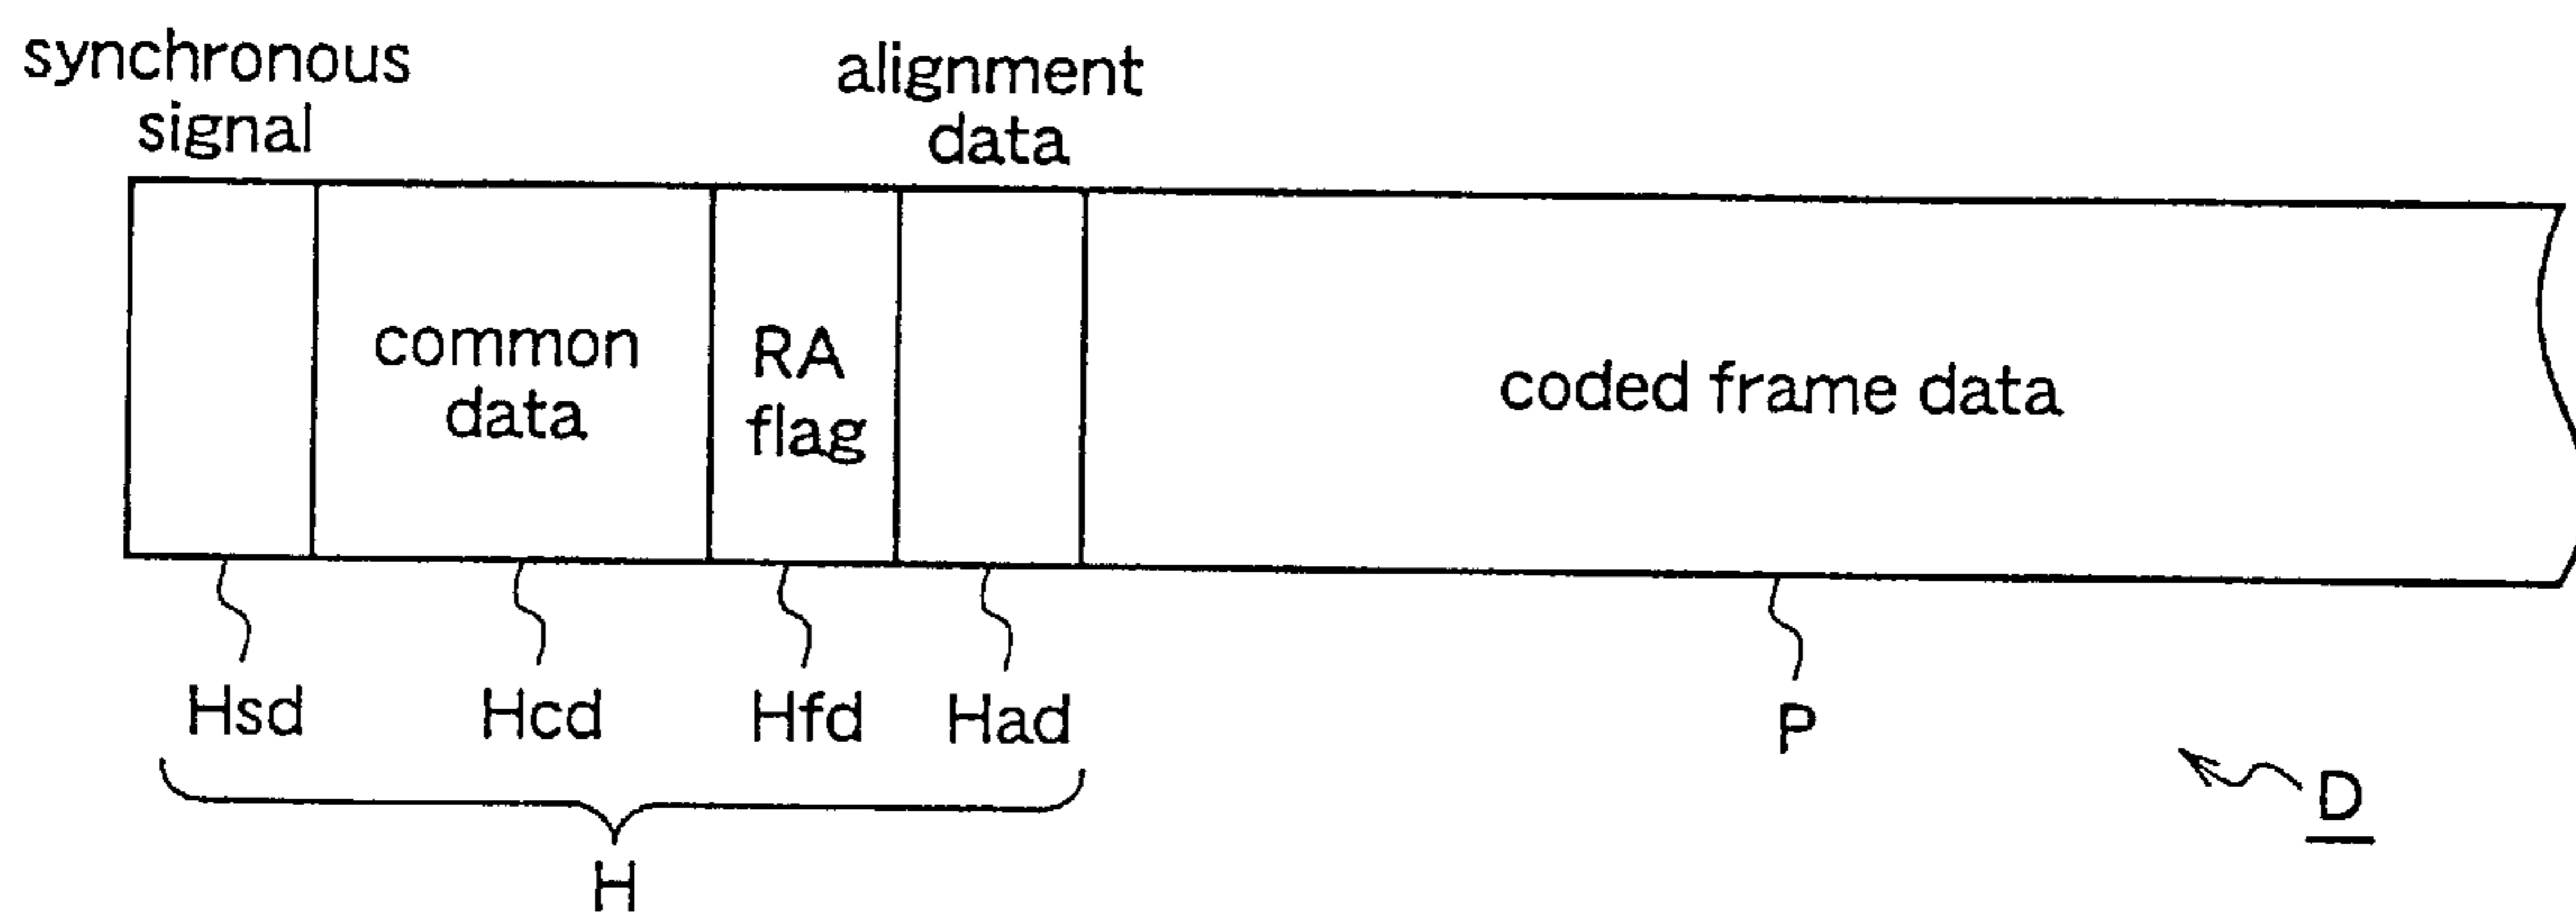 synchronous
signal
alignment
data
common
data
RA
flag
coded frame data
Hsd
Hcd
Hfd
Had
P
D
H